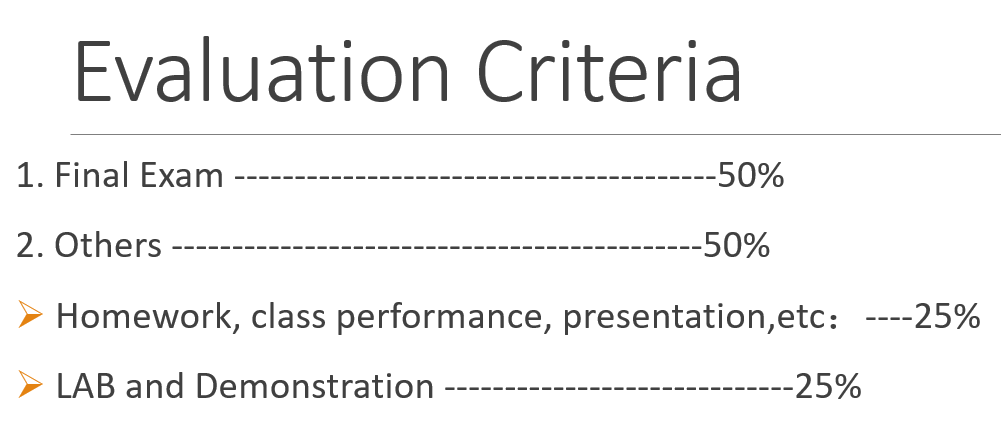 Evaluation Criteria
1. Final Exam ----------------------------------------50%
2. Others --------------------------------------------50%
➢ Homework, class performance, presentation,etc： ----25%
➢ LAB and Demonstration -----------------------------25%